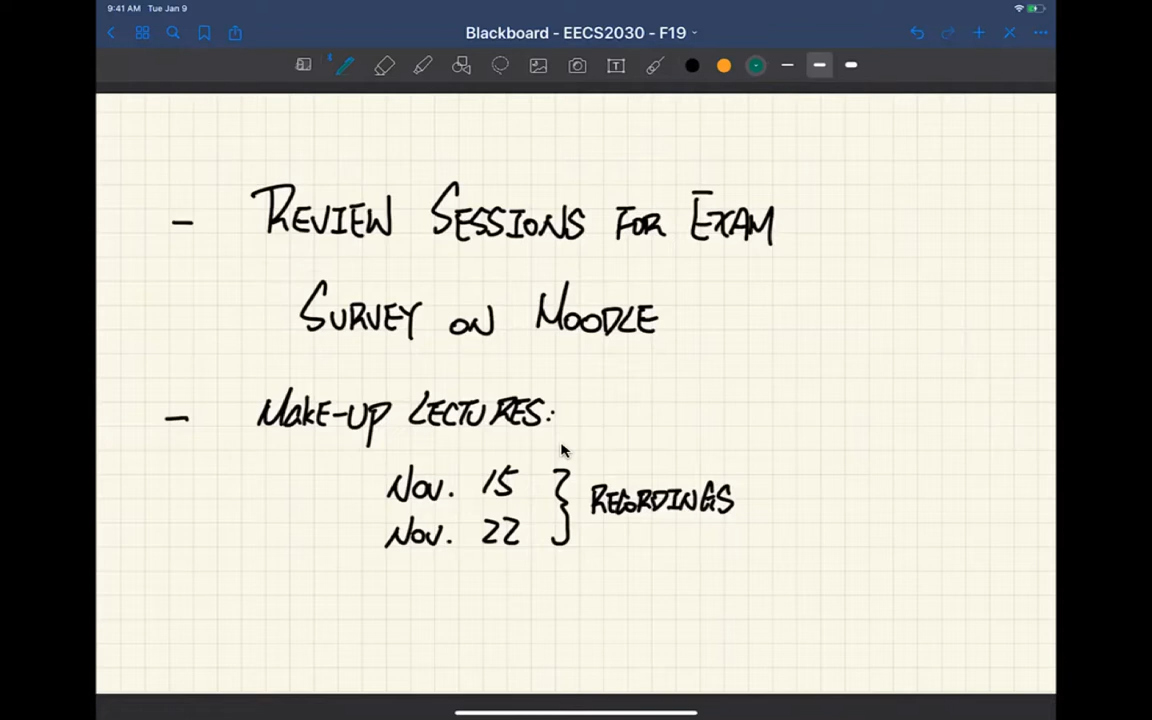 9:41 AM Tue Jan 9
Blackboard - EECS2030 - F19
- REVIEW SESSIONS FOR EXAM
SURVEY ON MOODLE
- MAKE-UP LECTURES:
Nov. 15
} RECORDINGS
Nov. 22